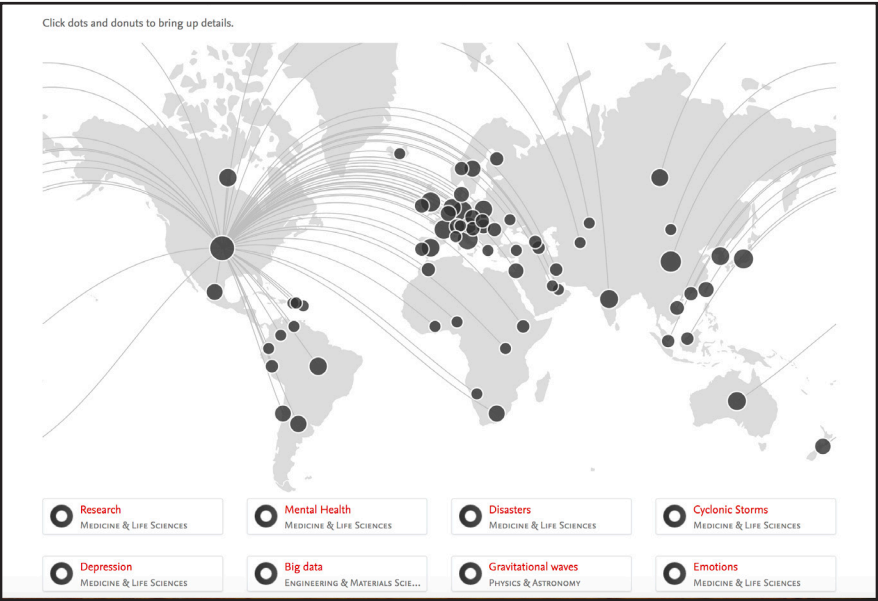 Click dots and donuts to bring up details.
Research
Medicine & Life Sciences
Mental Health
Medicine & Life Sciences
Disasters
Medicine & Life Sciences
Cyclonic Storms
Medicine & Life Sciences
Depression
Medicine & Life Sciences
Big data
Engineering & Materials Scie...
Gravitational waves
Physics & Astronomy
Emotions
Medicine & Life Sciences